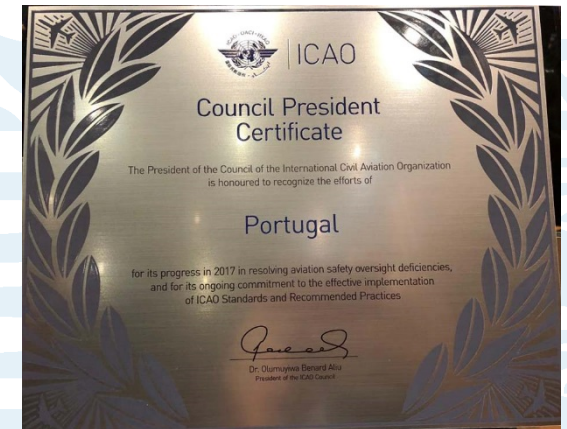 ICAO
Council President
Certificate
The President of the Council of the International Civil Aviation Organization
is honoured to recognize the efforts of
Portugal
for its progress in 2017 in resolving aviation safety oversight deficiencies,
and for its ongoing commitment to the effective implementation
of ICAO Standards and Recommended Practices
Dr. Olumuyiwa Benard Aliu
President of the ICAO Council